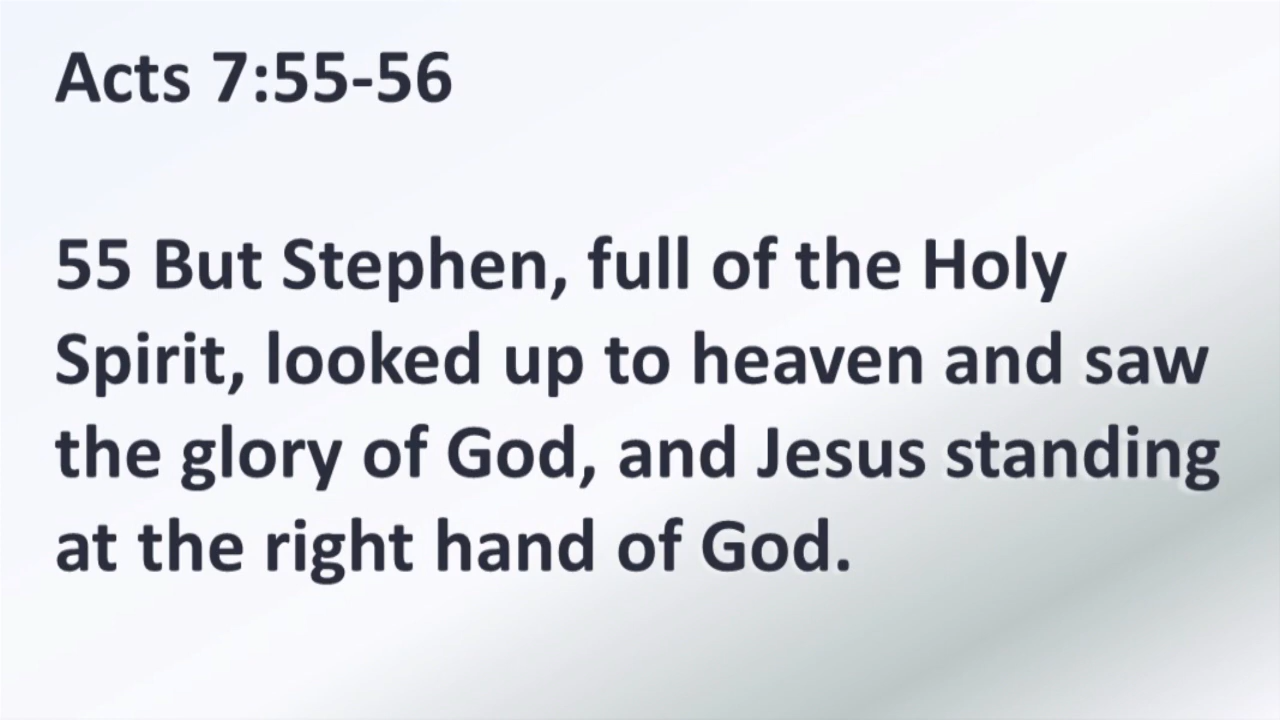 Acts 7:55-56
55 But Stephen, full of the Holy
Spirit, looked up to heaven and saw
the glory of God, and Jesus standing
at the right hand of God.